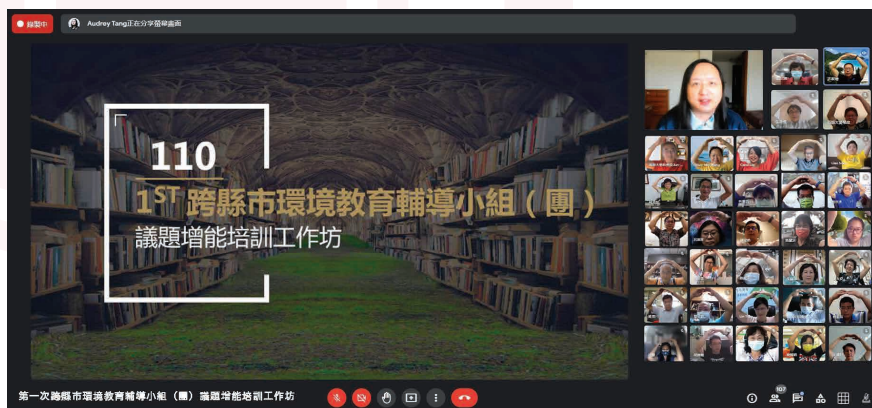 錄製中
Audrey Tang正在分享螢幕畫面
110
1ST 跨縣市環境教育輔導小組(團)
議題增能培訓工作坊
第一次跨縣市環境教育輔導小組(團)議題增能培訓工作坊
107